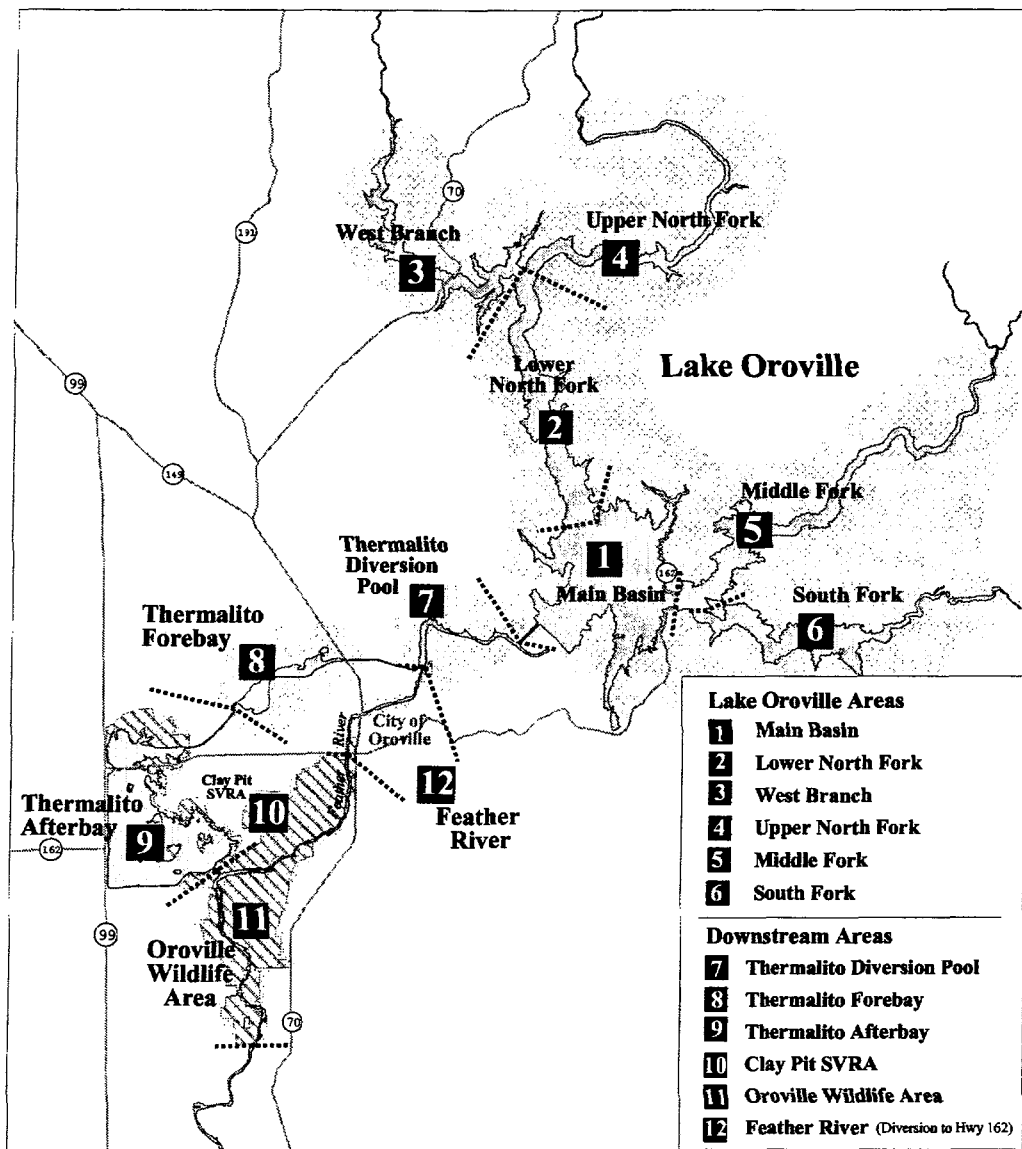 70
191
West Branch
3
Upper North Fork
4
99
Lower
North Fork
2
Lake Oroville
149
Middle Fork
5
Thermalito
Diversion
Pool
7
1
Main Basin
162
South Fork
6
Thermalito
Forebay
8
City of
Oroville
Feather River
Clay Pit
SVRA
10
12
Feather
River
Thermalito
Afterbay
9
162
99
11
Oroville
Wildlife
Area
70
Lake Oroville Areas
1 Main Basin
2 Lower North Fork
3 West Branch
4 Upper North Fork
5 Middle Fork
6 South Fork
Downstream Areas
7 Thermalito Diversion Pool
8 Thermalito Forebay
9 Thermalito Afterbay
10 Clay Pit SVRA
11 Oroville Wildlife Area
12 Feather River (Diversion to Hwy 162)